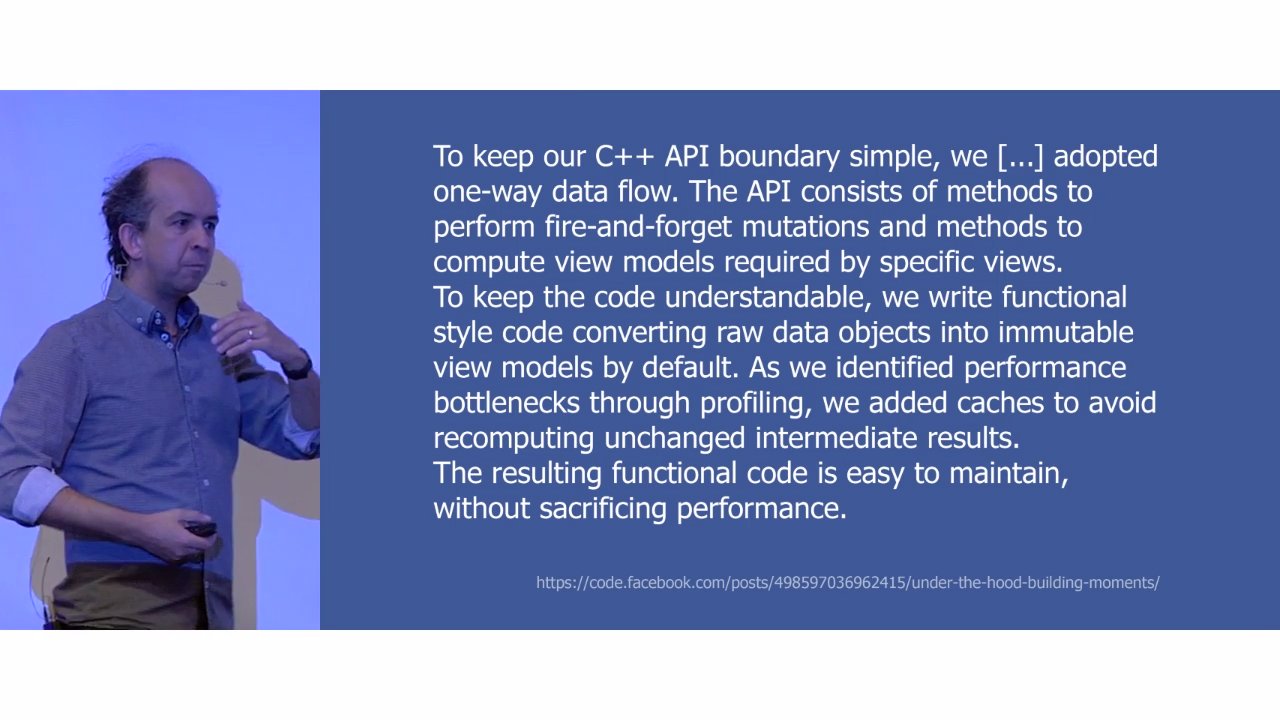 To keep our C++ API boundary simple, we [...] adopted
one-way data flow. The API consists of methods to
perform fire-and-forget mutations and methods to
compute view models required by specific views.
To keep the code understandable, we write functional
style code converting raw data objects into immutable
view models by default. As we identified performance
bottlenecks through profiling, we added caches to avoid
recomputing unchanged intermediate results.
The resulting functional code is easy to maintain,
without sacrificing performance.
https://code.facebook.com/posts/498597036962415/under-the-hood-building-moments/